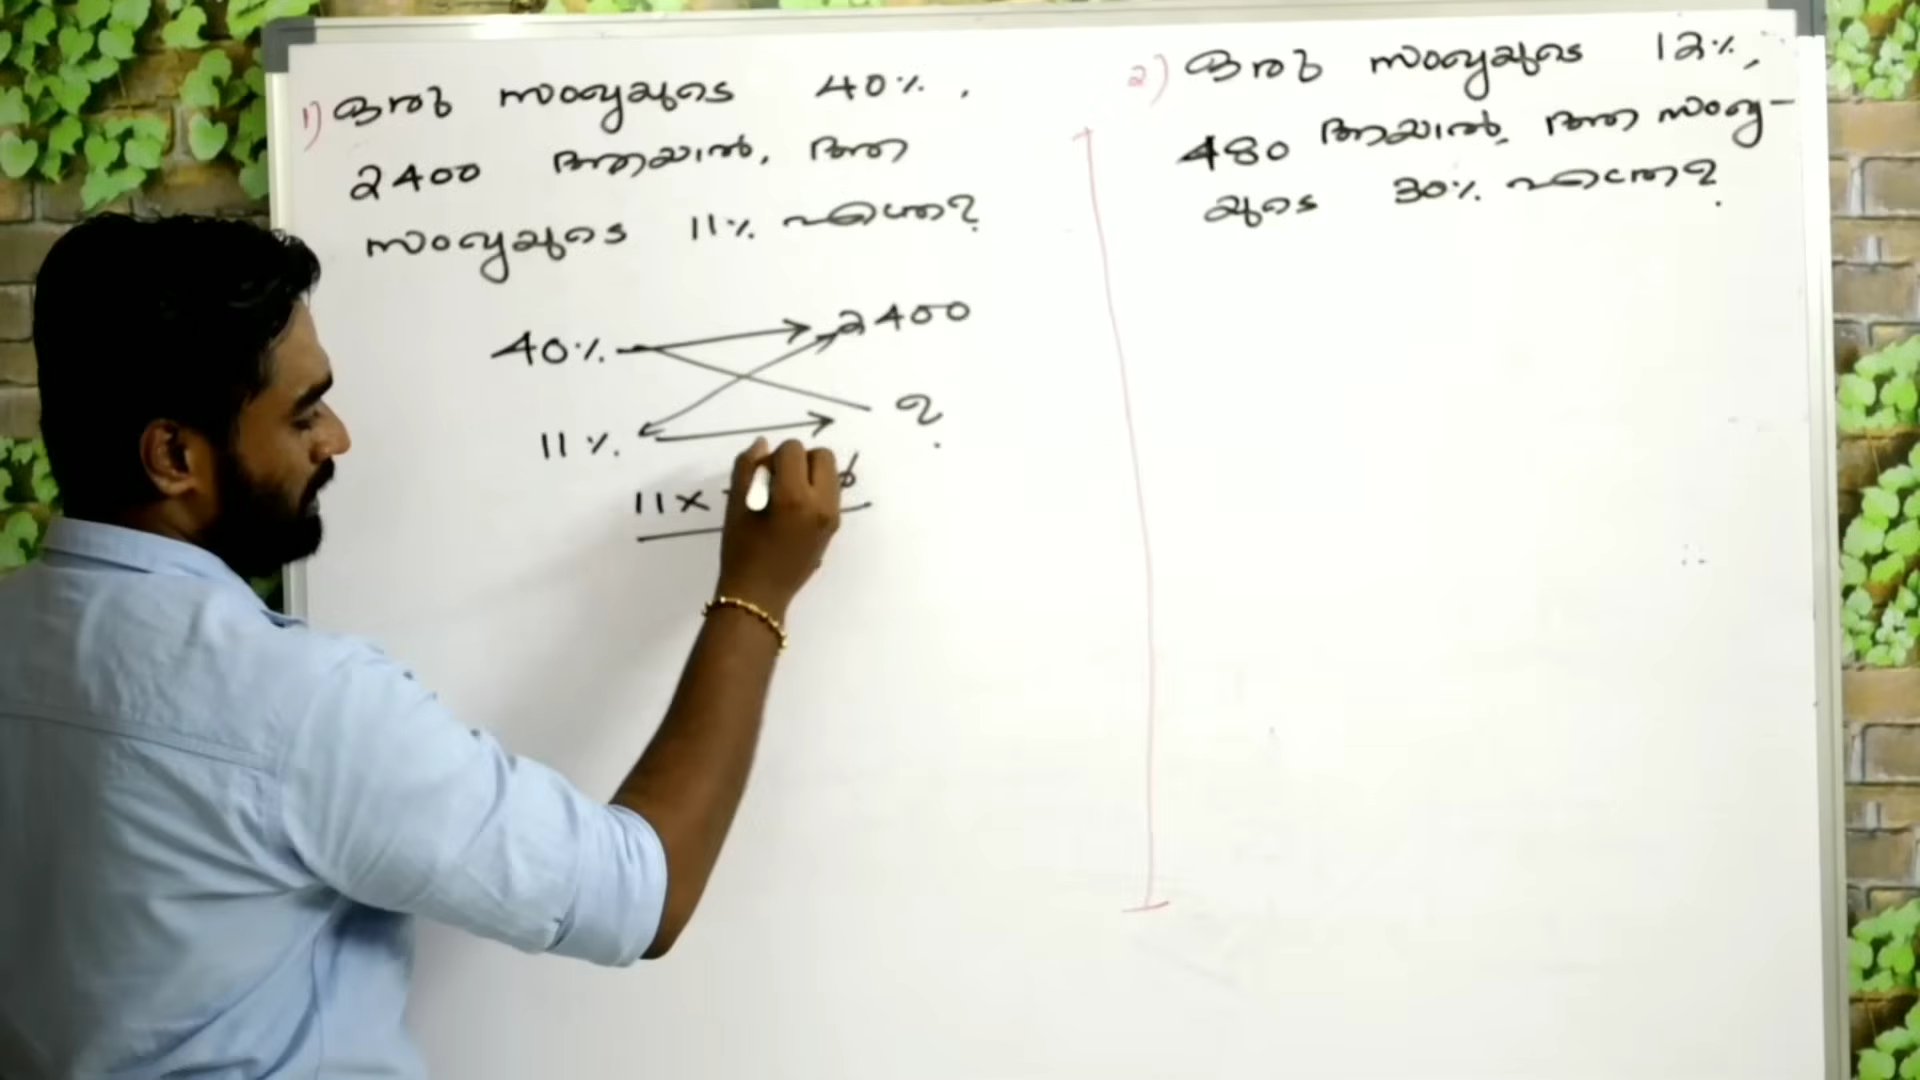 1) ഒരു സംഖ്യയുടെ 40%,
2400 ആയാൽ, ആ
സംഖ്യയുടെ 11% എത്ര?
40% 2400
11% ?
11x
2) ഒരു സംഖ്യയുടെ 12%,
480 ആയാൽ, ആ സംഖ്യ-
യുടെ 30% എത്ര?